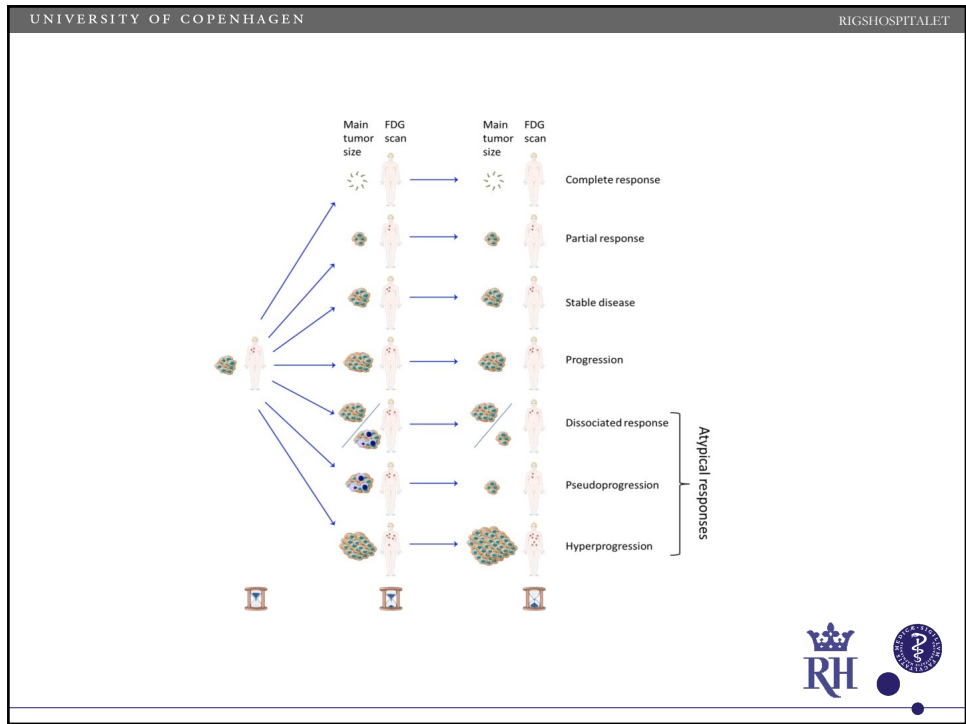 UNIVERSITY OF COPENHAGEN
RIGSHOSPITALET
Main tumor size
FDG scan
Main tumor size
FDG scan
Complete response
Partial response
Stable disease
Progression
Dissociated response
Pseudoprogression
Hyperprogression
Atypical responses
RH